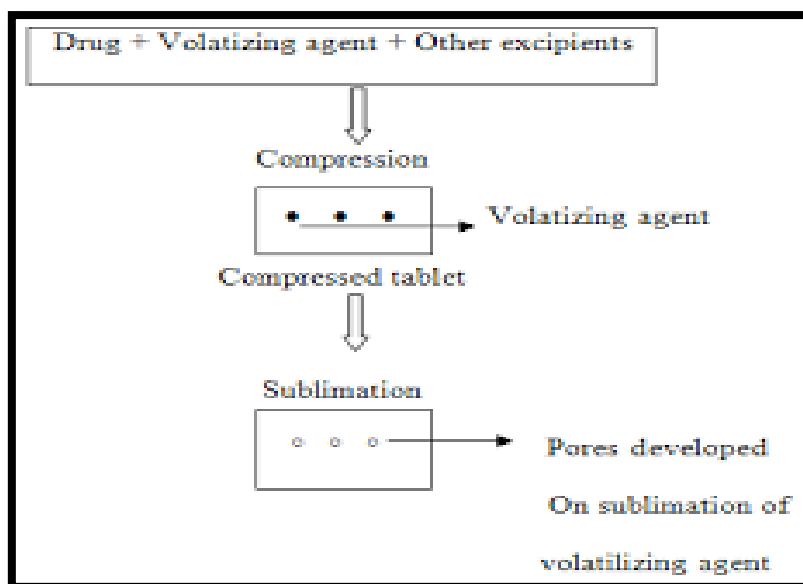 Drug + Volatizing agent + Other excipients
Compression
Volatizing agent
Compressed tablet
Sublimation
Pores developed
On sublimation of
volatilizing agent